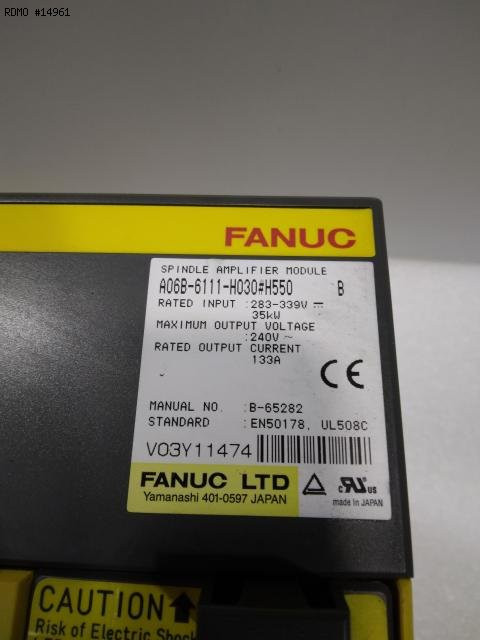 RDMO #14961
FANUC
SPINDLE AMPLIFIER MODULE
A06B-6111-H030#H550 B
RATED INPUT :283-339V ⎓
35kW
MAXIMUM OUTPUT VOLTAGE
:240V ~
RATED OUTPUT CURRENT
133A
CE
MANUAL NO. :B-65282
STANDARD :EN50178, UL508C
V03Y11474
FANUC LTD
Yamanashi 401-0597 JAPAN
c RU us
made in JAPAN
CAUTION
Risk of Electric Shock